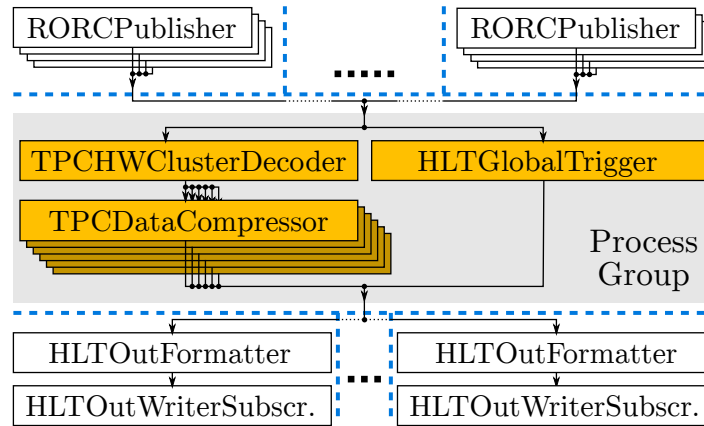 RORCPublisher
RORCPublisher
TPCHWClusterDecoder
HLTGlobalTrigger
TPCDataCompressor
Process
Group
HLTOutFormatter
HLTOutFormatter
HLTOutWriterSubscr.
HLTOutWriterSubscr.